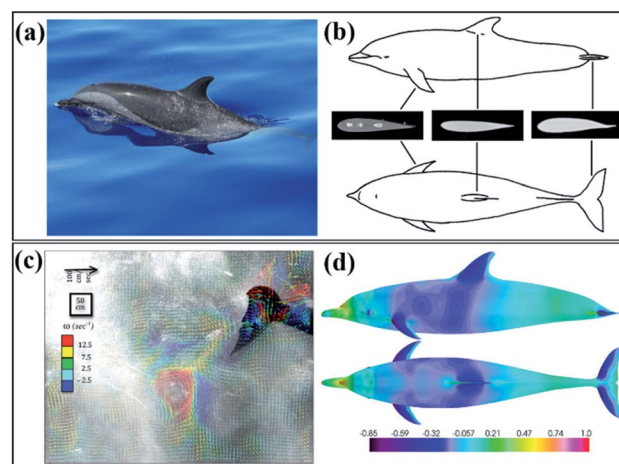 (a)
(b)
(c)
100 cm/sec
50
cm
ω (sec⁻¹)
12.5
7.5
2.5
- 2.5
(d)
-0.85 -0.59 -0.32 -0.057 0.21 0.47 0.74 1.0